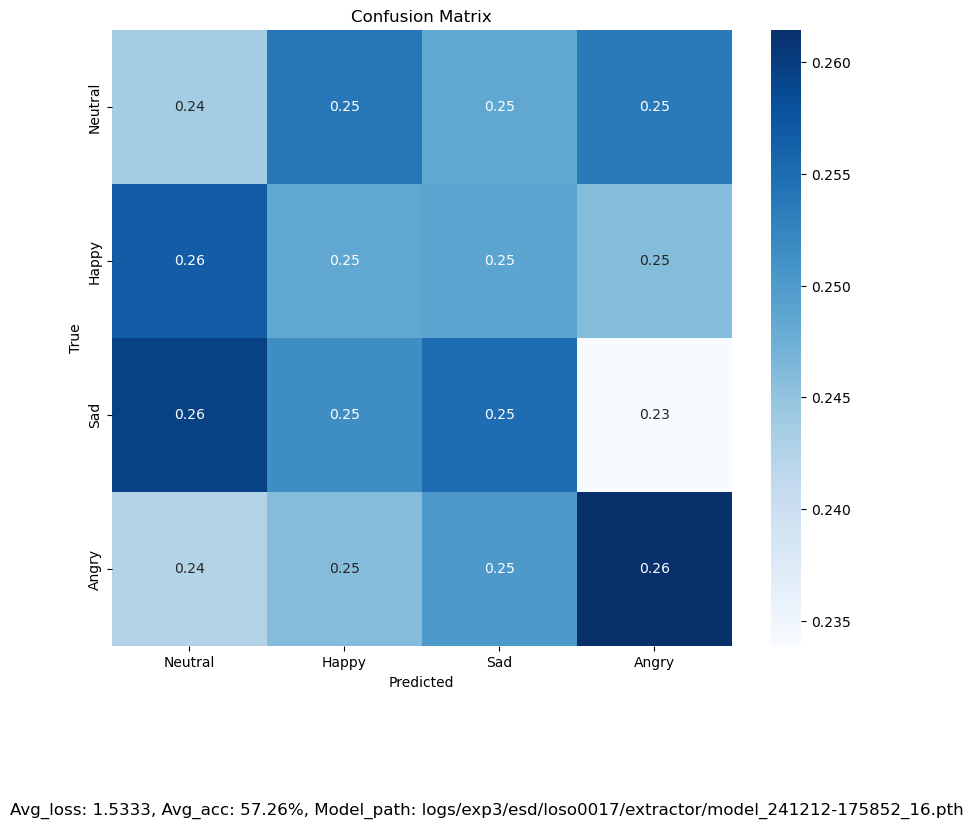 Confusion Matrix
Neutral 0.24 0.25 0.25 0.25
Happy 0.26 0.25 0.25 0.25
Sad 0.26 0.25 0.25 0.23
Angry 0.24 0.25 0.25 0.26
True
Neutral Happy Sad Angry
Predicted
0.260
0.255
0.250
0.245
0.240
0.235
Avg_loss: 1.5333, Avg_acc: 57.26%, Model_path: logs/exp3/esd/loso0017/extractor/model_241212-175852_16.pth